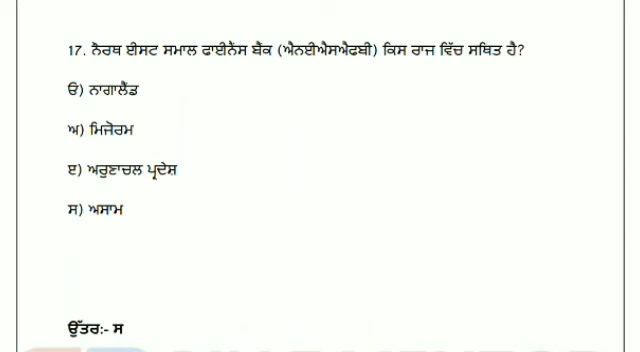 17. ਨੋਰਥ ਈਸਟ ਸਮਾਲ ਫਾਈਨੈਂਸ ਬੈਂਕ (ਐਨਈਐਸਐਫਬੀ) ਕਿਸ ਰਾਜ ਵਿੱਚ ਸਥਿਤ ਹੈ?
ੳ) ਨਾਗਾਲੈਂਡ
ਅ) ਮਿਜੋਰਮ
ੲ) ਅਰੁਣਾਚਲ ਪ੍ਰਦੇਸ਼
ਸ) ਅਸਾਮ
ਉੱਤਰ:- ਸ